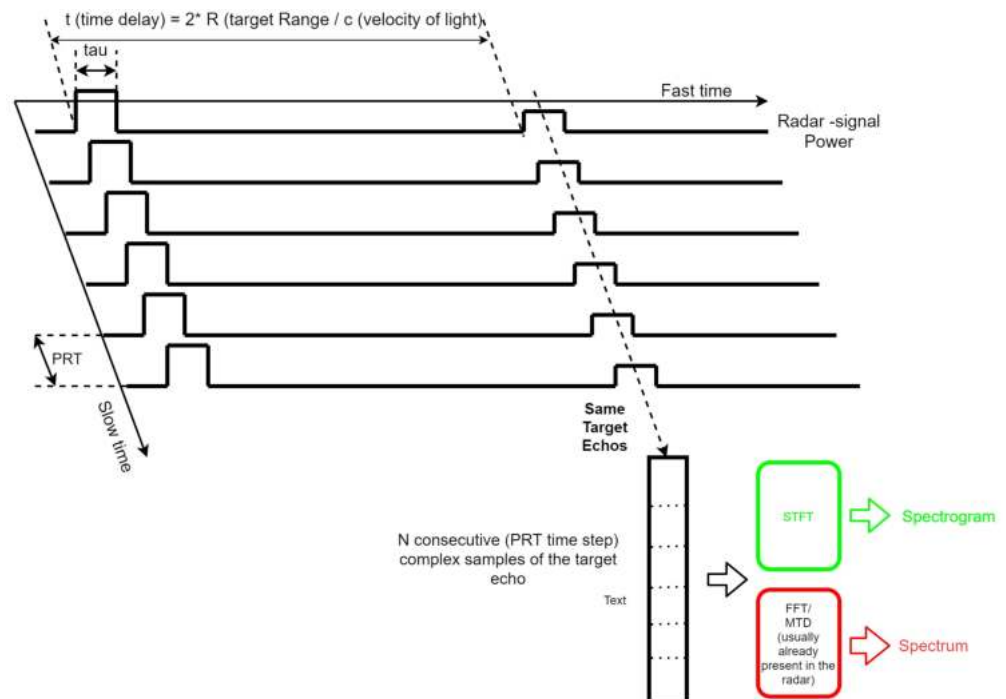 t (time delay) = 2* R (target Range / c (velocity of light)
tau
Fast time
Radar -signal
Power
PRT
Slow time
Same
Target
Echos
N consecutive (PRT time step)
complex samples of the target
echo
Text
STFT
Spectrogram
FFT/
MTD
(usually
already
present in the
radar)
Spectrum